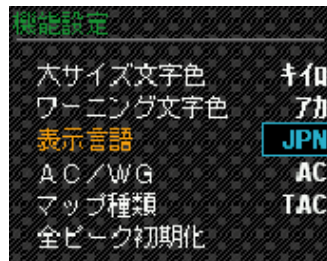 機能設定
大サイズ文字色 キイロ
ワーニング文字色 アカ
表示言語 JPN
AC/WG AC
マップ種類 TAC
全ピーク初期化